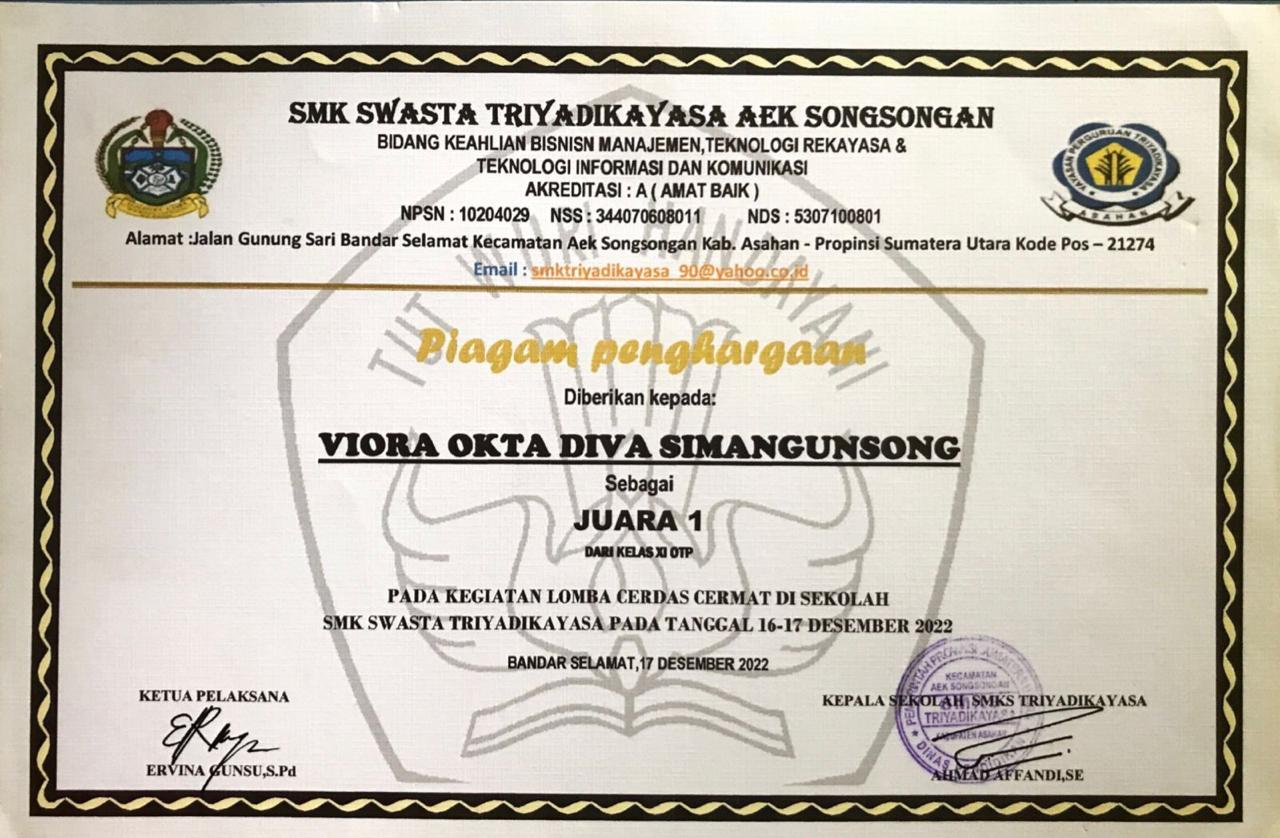 SMK SWASTA TRIYADIKAYASA AEK SONGSONGAN
BIDANG KEAHLIAN BISNISN MANAJEMEN,TEKNOLOGI REKAYASA &
TEKNOLOGI INFORMASI DAN KOMUNIKASI
AKREDITASI : A ( AMAT BAIK )
NPSN : 10204029 NSS : 344070608011 NDS : 5307100801
Alamat :Jalan Gunung Sari Bandar Selamat Kecamatan Aek Songsongan Kab. Asahan - Propinsi Sumatera Utara Kode Pos – 21274
Email : smktriyadikayasa_90@yahoo.co.id
YAYASAN PERGURUAN TRIYADIKAYASA
ASAHAN
TUT WURI HANDAYANI
Piagam penghargaan
Diberikan kepada:
VIORA OKTA DIVA SIMANGUNSONG
Sebagai
JUARA 1
DARI KELAS XI OTP
PADA KEGIATAN LOMBA CERDAS CERMAT DI SEKOLAH
SMK SWASTA TRIYADIKAYASA PADA TANGGAL 16-17 DESEMBER 2022
BANDAR SELAMAT,17 DESEMBER 2022
KETUA PELAKSANA
ERVINA GUNSU,S.Pd
KEPALA SEKOLAH SMKS TRIYADIKAYASA
KECAMATAN
AEK SONGSONGAN
TRIYADIKAYASA
KABUPATEN ASAHAN
AHMAD AFFANDI,SE